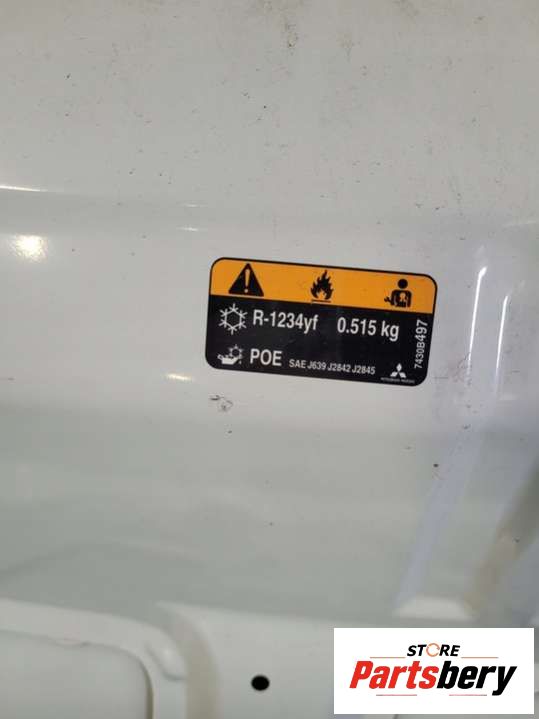 R-1234yf 0.515 kg
POE SAE J639 J2842 J2845
MITSUBISHI MOTORS
7430B497
STORE
Partsbery